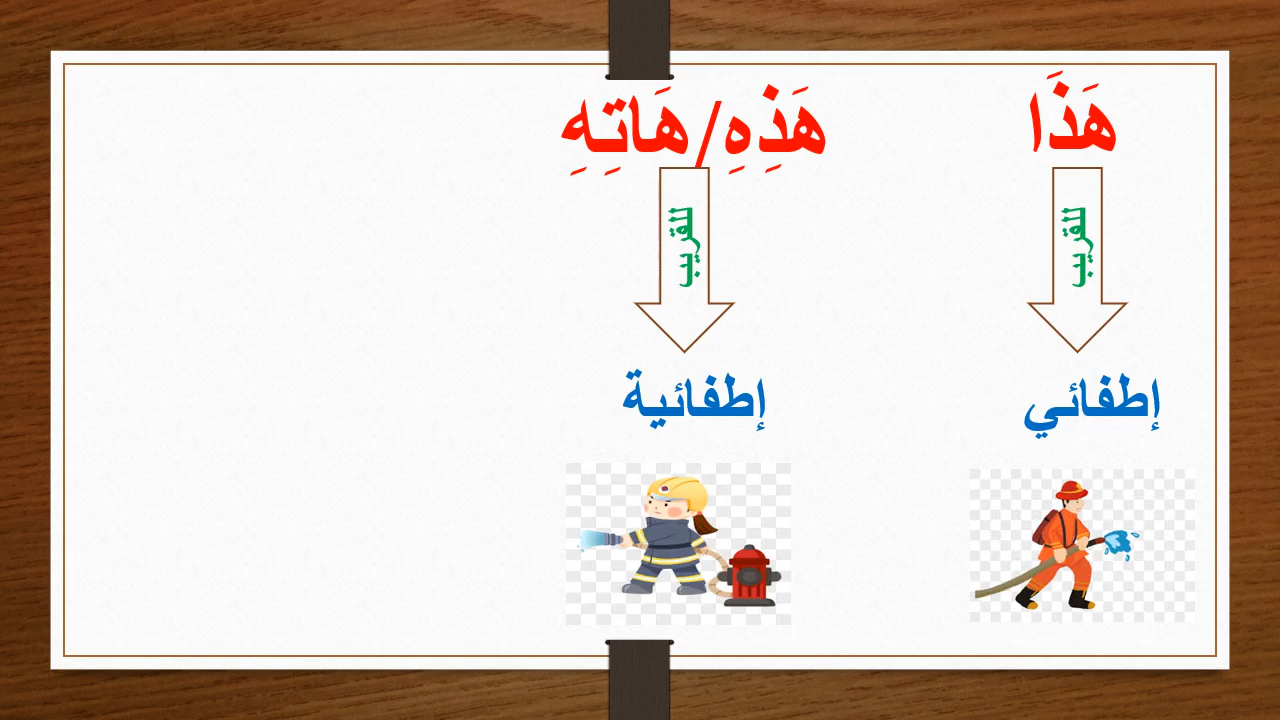 هَذَا
هَذِهِ/هَاتِهِ
للقريب
للقريب
إطفائي
إطفائية